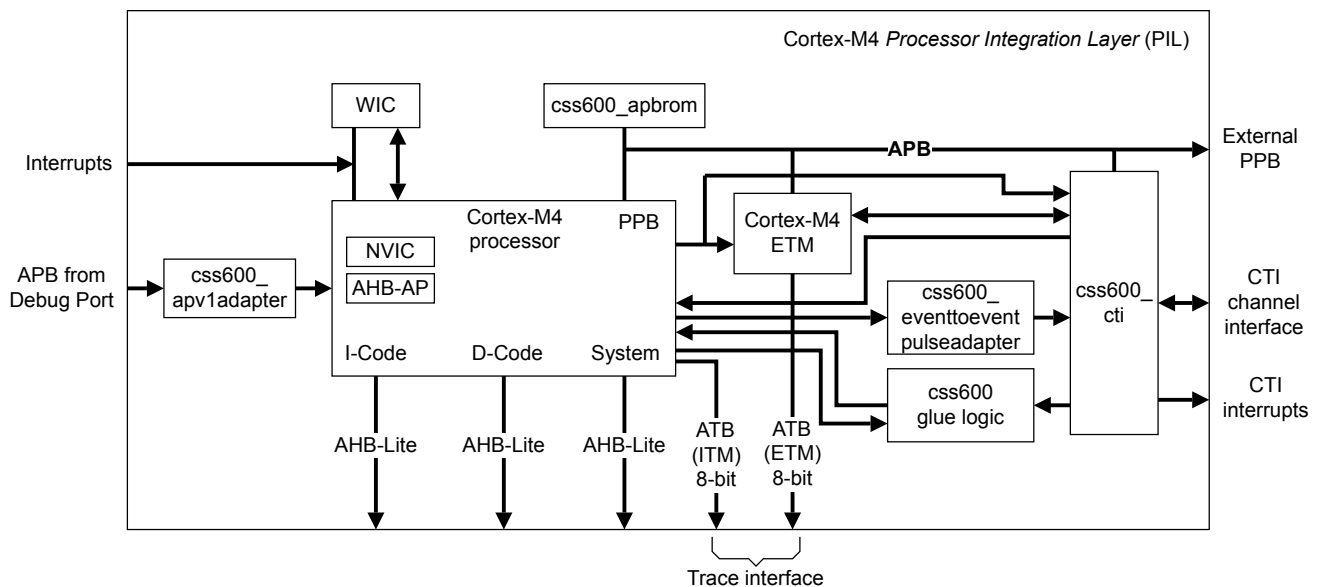 Cortex-M4 Processor Integration Layer (PIL)
WIC
css600_apbrom
Interrupts
APB
External
PPB
Cortex-M4
processor
PPB
NVIC
AHB-AP
Cortex-M4
ETM
APB from
Debug Port
css600_
apv1adapter
css600_
eventtoevent
pulseadapter
css600_
cti
CTI
channel
interface
I-Code
D-Code
System
css600
glue logic
CTI
interrupts
AHB-Lite
AHB-Lite
AHB-Lite
ATB
(ITM)
8-bit
ATB
(ETM)
8-bit
Trace interface